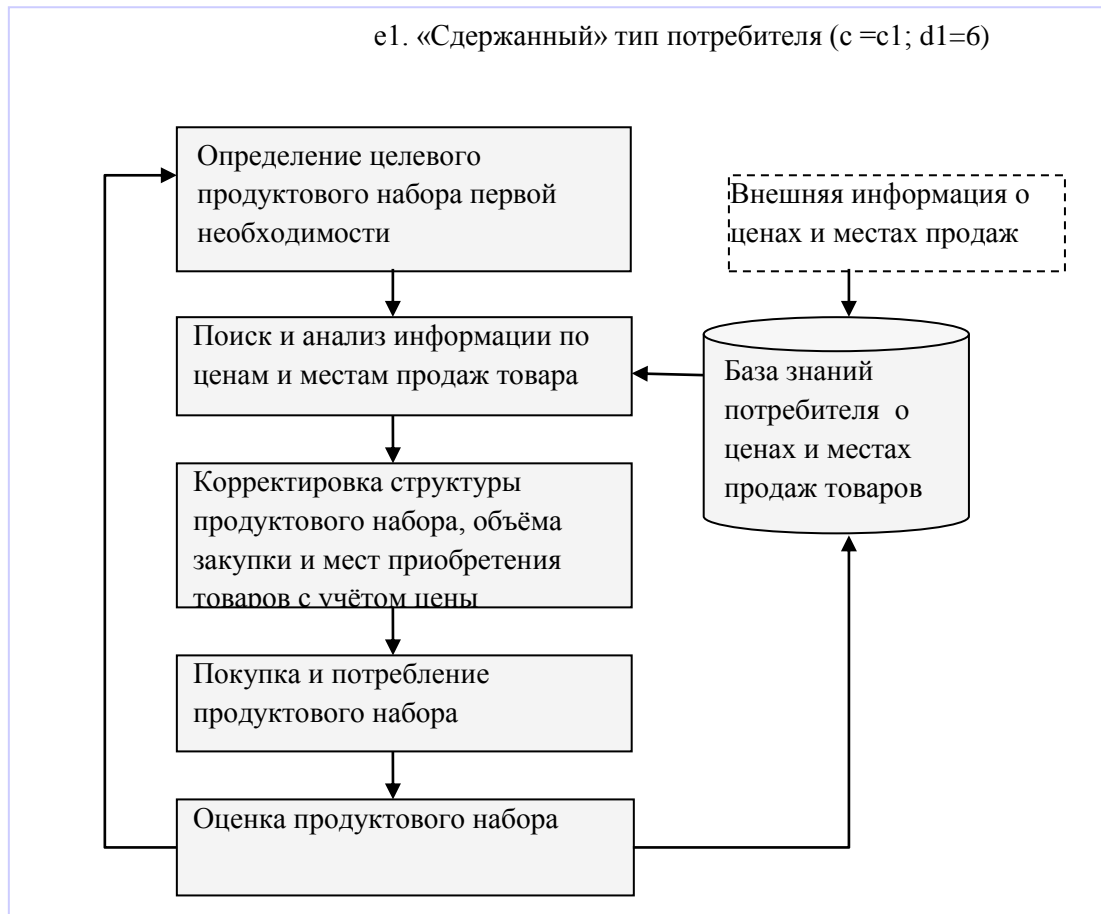 е1. «Сдержанный» тип потребителя (с =с1; d1=6)
Определение целевого
продуктового набора первой
необходимости
Внешняя информация о
ценах и местах продаж
Поиск и анализ информации по
ценам и местам продаж товара
База знаний
потребителя о
ценах и местах
продаж товаров
Корректировка структуры
продуктового набора, объёма
закупки и мест приобретения
товаров с учётом цены
Покупка и потребление
продуктового набора
Оценка продуктового набора